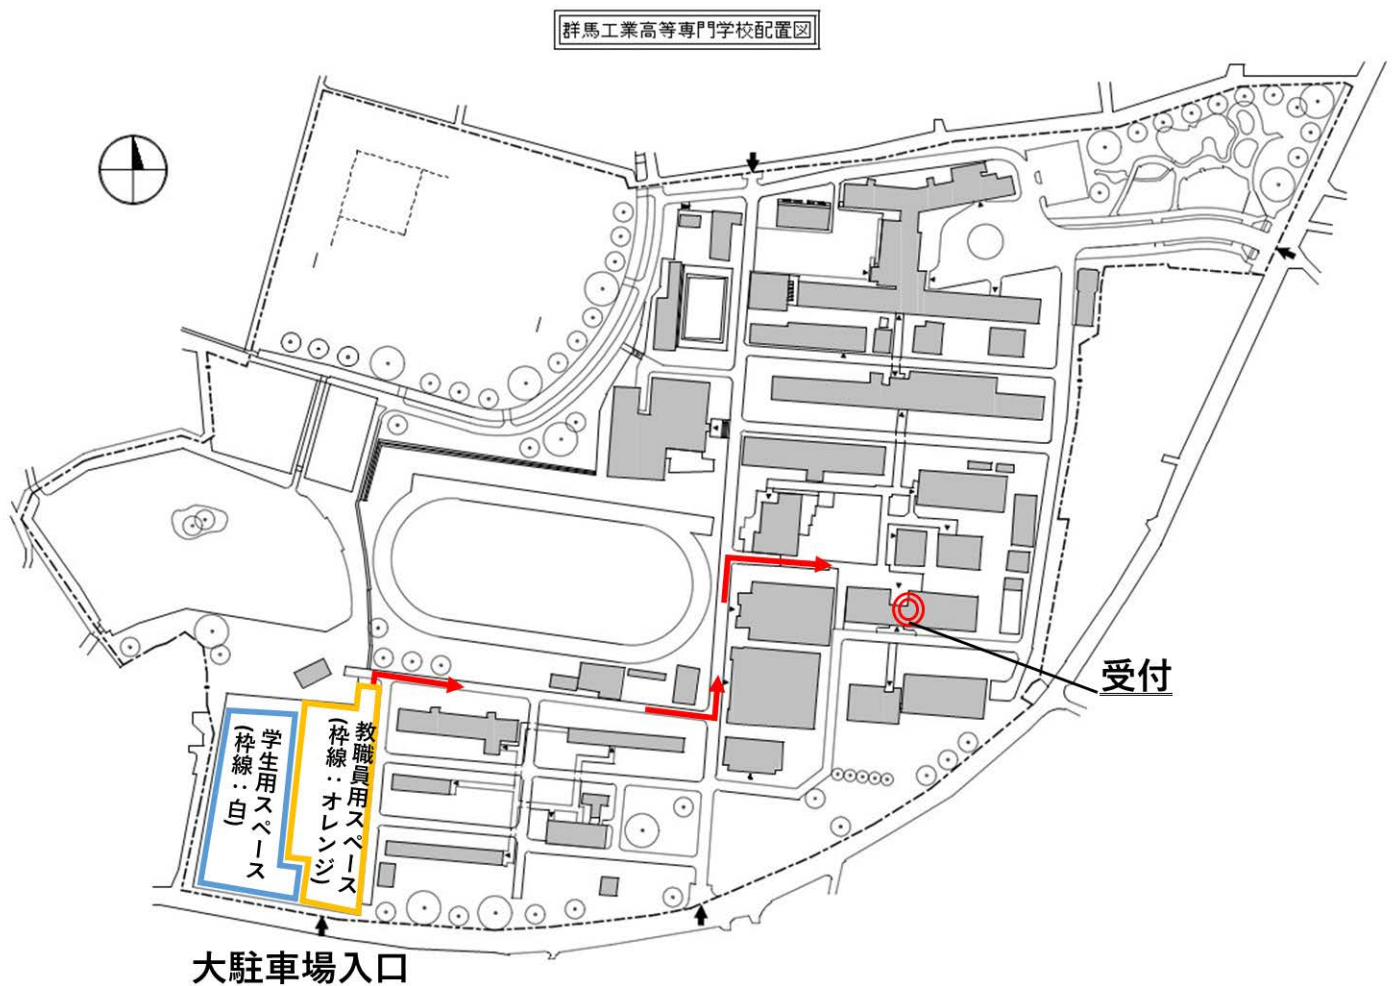 群馬工業高等専門学校配置図
受付
教職員用スペース
(枠線：オレンジ)
学生用スペース
(枠線：白)
大駐車場入口